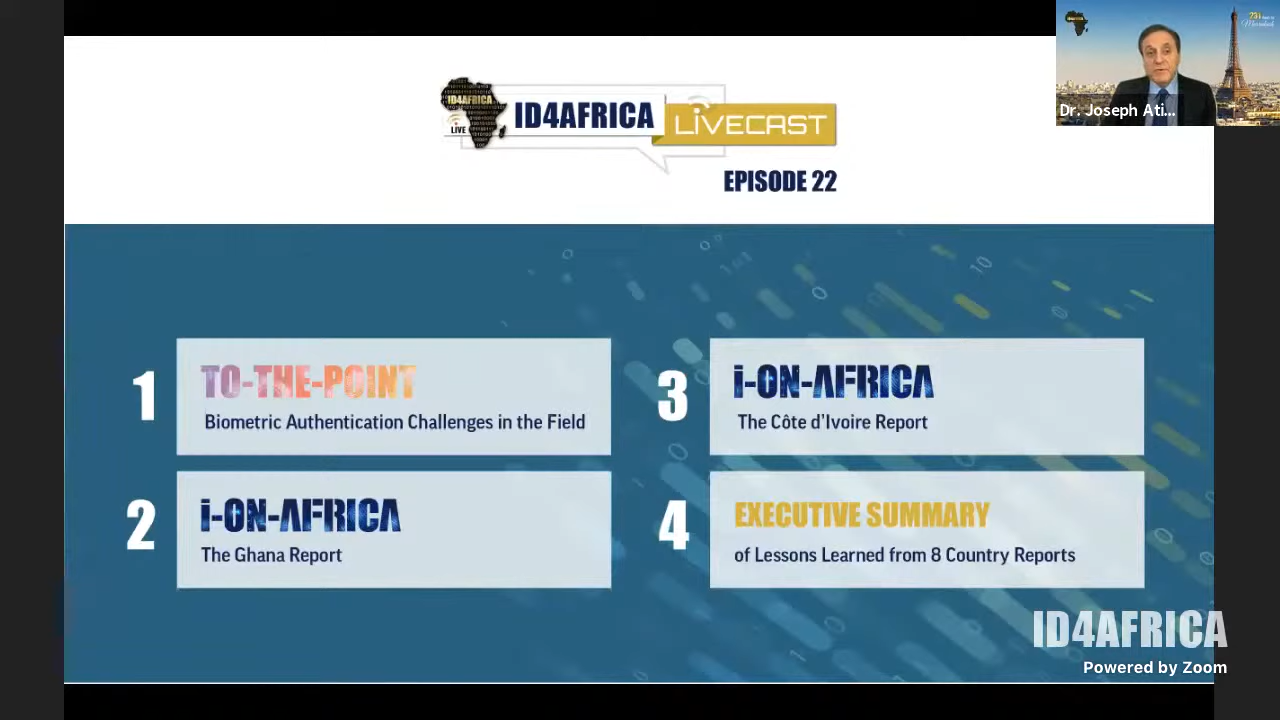 ID4AFRICA
LIVE
ID4AFRICA
LIVECAST
EPISODE 22
Dr. Joseph Ati...
1
TO-THE-POINT
Biometric Authentication Challenges in the Field
2
i-ON-AFRICA
The Ghana Report
3
i-ON-AFRICA
The Côte d'Ivoire Report
4
EXECUTIVE SUMMARY
of Lessons Learned from 8 Country Reports
ID4AFRICA
Powered by Zoom